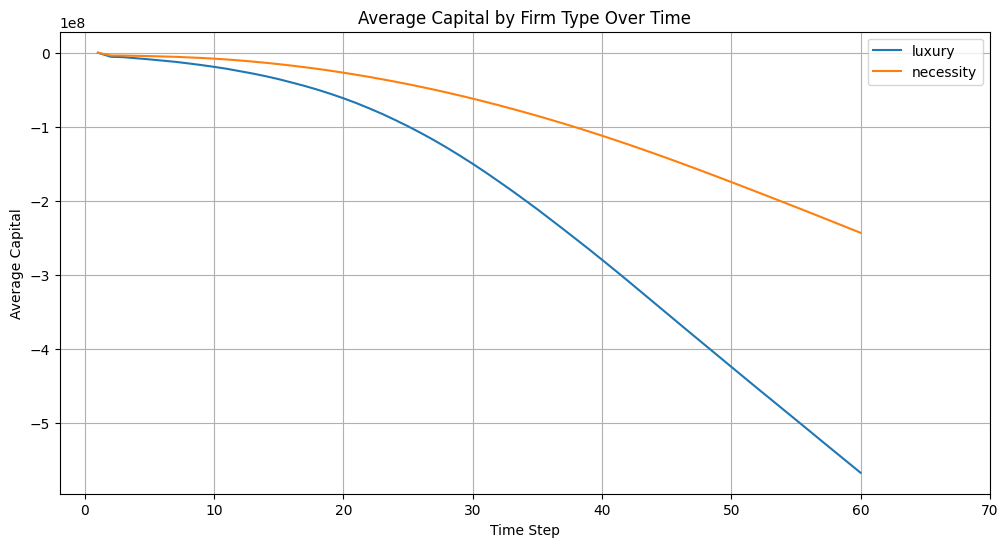 Average Capital by Firm Type Over Time
1e8
luxury
necessity
0
−1
−2
−3
−4
−5
Average Capital
0 10 20 30 40 50 60 70
Time Step